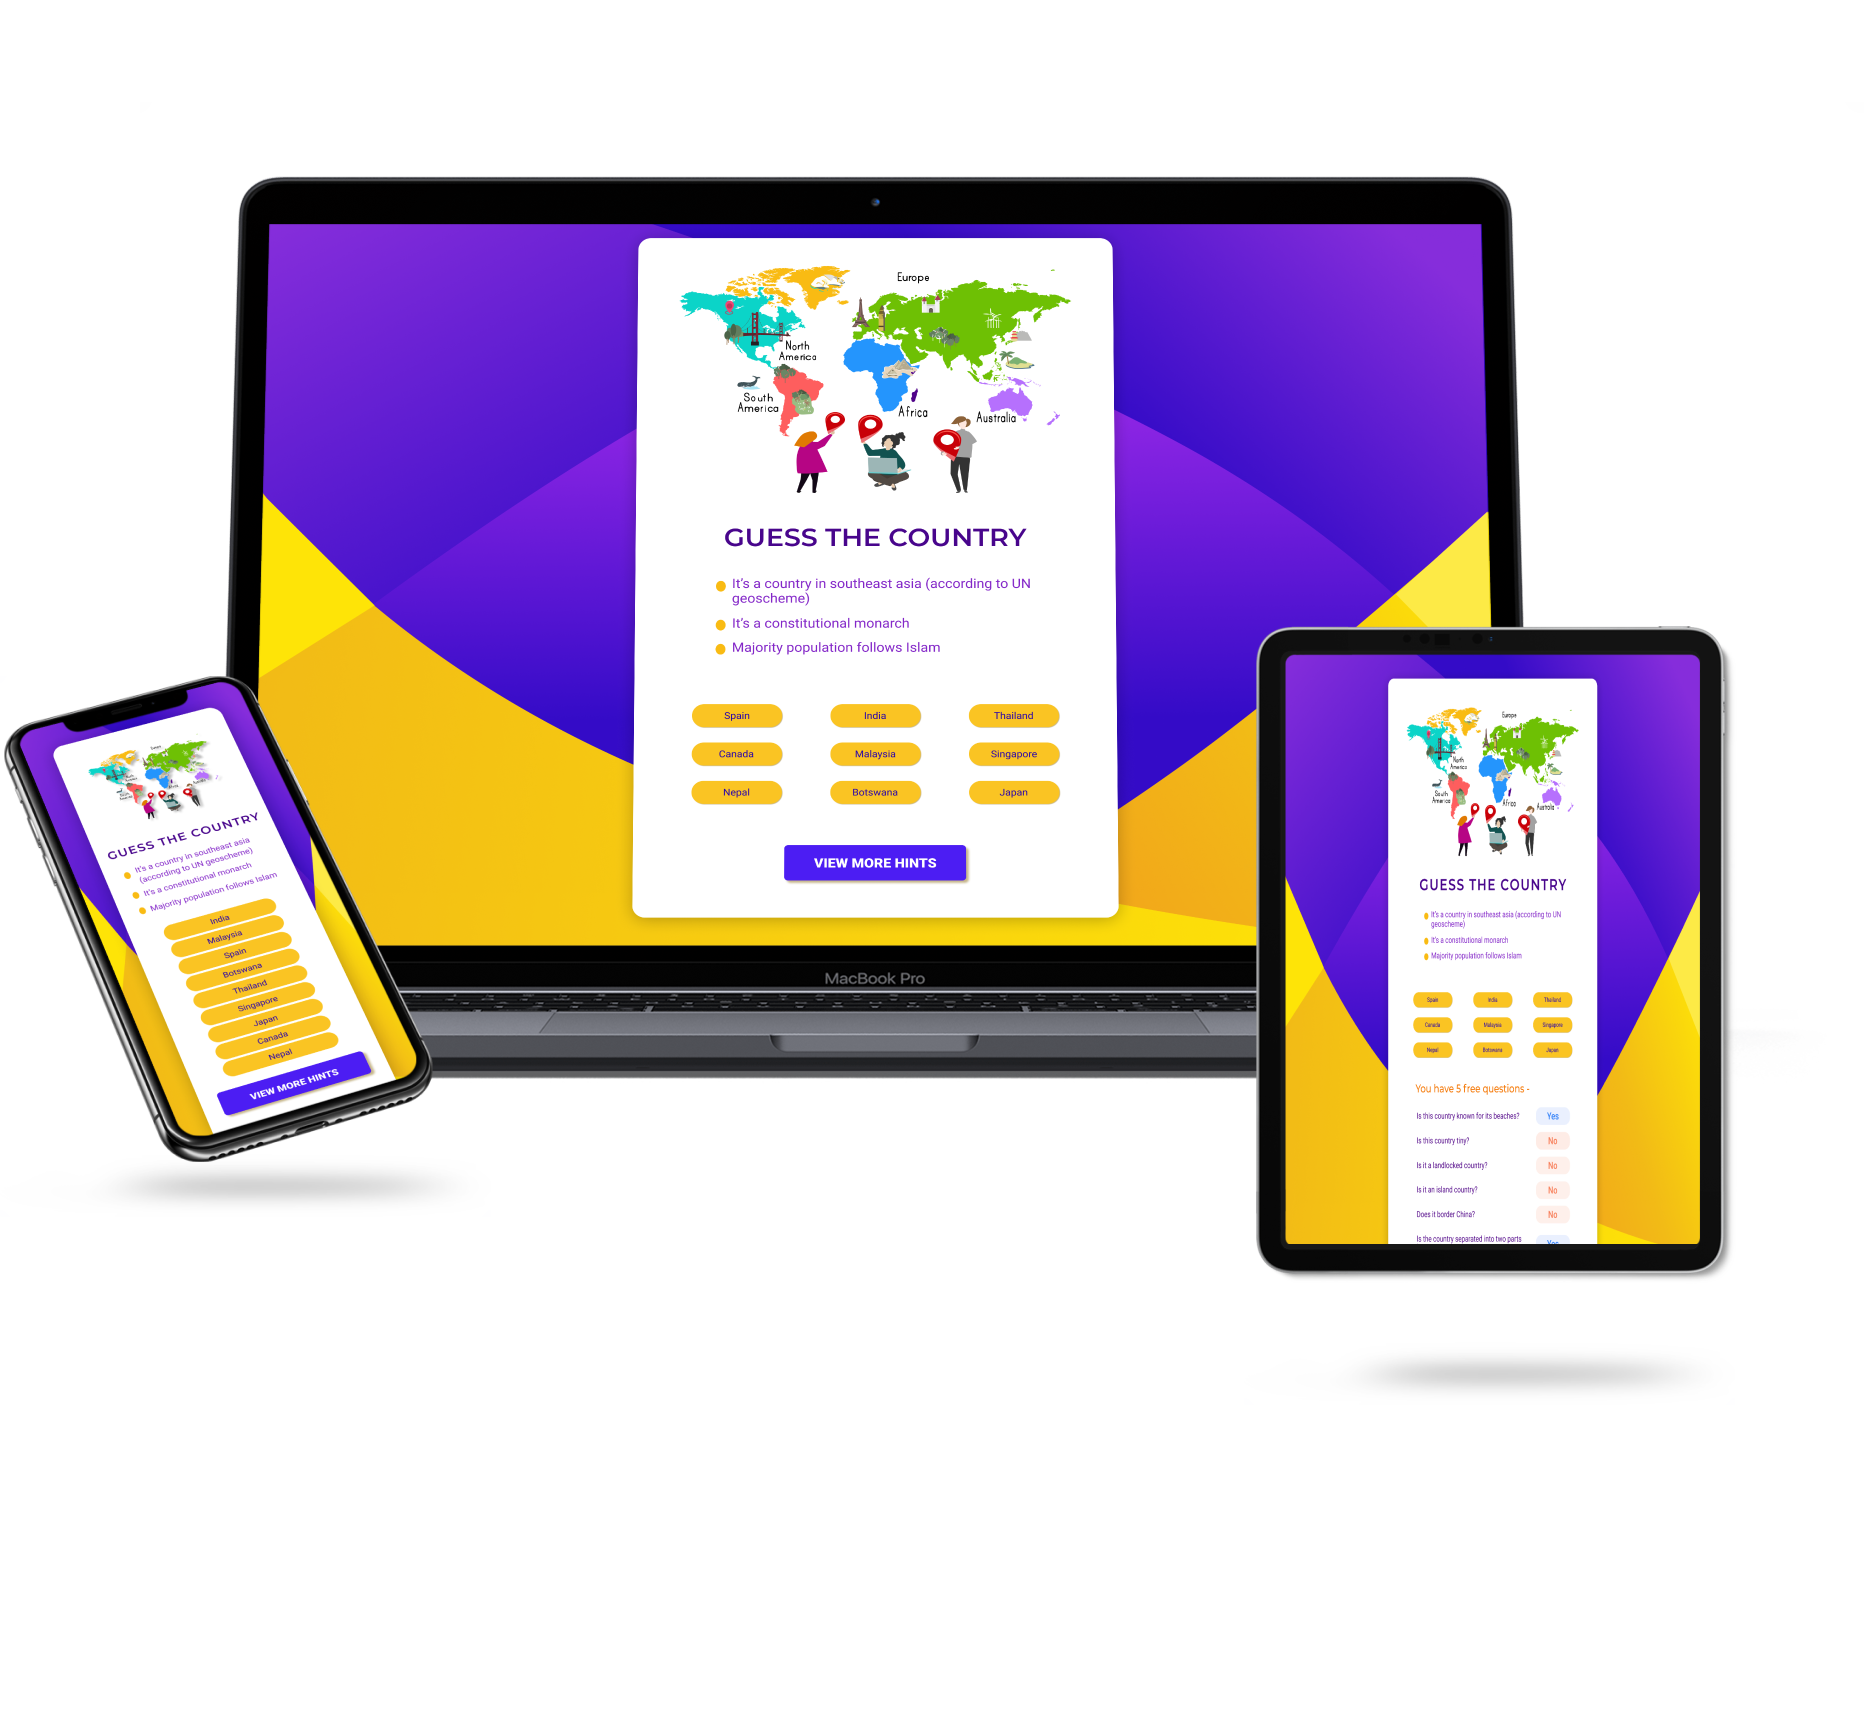 Europe
North
America
South
America
Africa
Australia
GUESS THE COUNTRY
It's a country in southeast asia (according to UN
geoscheme)
It's a constitutional monarch
Majority population follows Islam
Spain India Thailand
Canada Malaysia Singapore
Nepal Botswana Japan
VIEW MORE HINTS
MacBook Pro
GUESS THE COUNTRY
It's a country in southeast asia
(according to UN geoscheme)
It's a constitutional monarch
Majority population follows Islam
India
Malaysia
Spain
Botswana
Thailand
Singapore
Japan
Canada
Nepal
VIEW MORE HINTS
Europe
North
America
South
America
Africa
Australia
GUESS THE COUNTRY
It's a country in southeast asia (according to UN
geoscheme)
It's a constitutional monarch
Majority population follows Islam
Spain India Thailand
Canada Malaysia Singapore
Nepal Botswana Japan
You have 5 free questions -
Is this country known for its beaches? Yes
Is this country tiny? No
Is it a landlocked country? No
Is it an island country? No
Does it border China? No
Is the country separated into two parts Yes